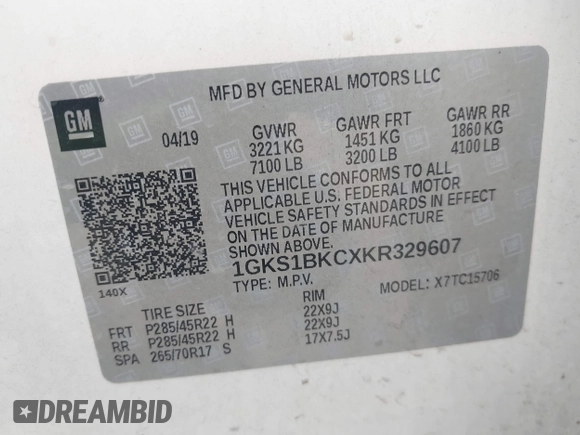 MFD BY GENERAL MOTORS LLC
GM
04/19
GVWR GAWR FRT GAWR RR
3221 KG 1451 KG 1860 KG
7100 LB 3200 LB 4100 LB
THIS VEHICLE CONFORMS TO ALL
APPLICABLE U.S. FEDERAL MOTOR
VEHICLE SAFETY STANDARDS IN EFFECT
ON THE DATE OF MANUFACTURE
SHOWN ABOVE.
1GKS1BKCXKR329607
140X
TYPE: M.P.V. X7TC15706
TIRE SIZE RIM
FRT P285/45R22 H 22X9J
RR P285/45R22 H 22X9J
SPA 265/70R17 S 17X7.5J
DREAMBID